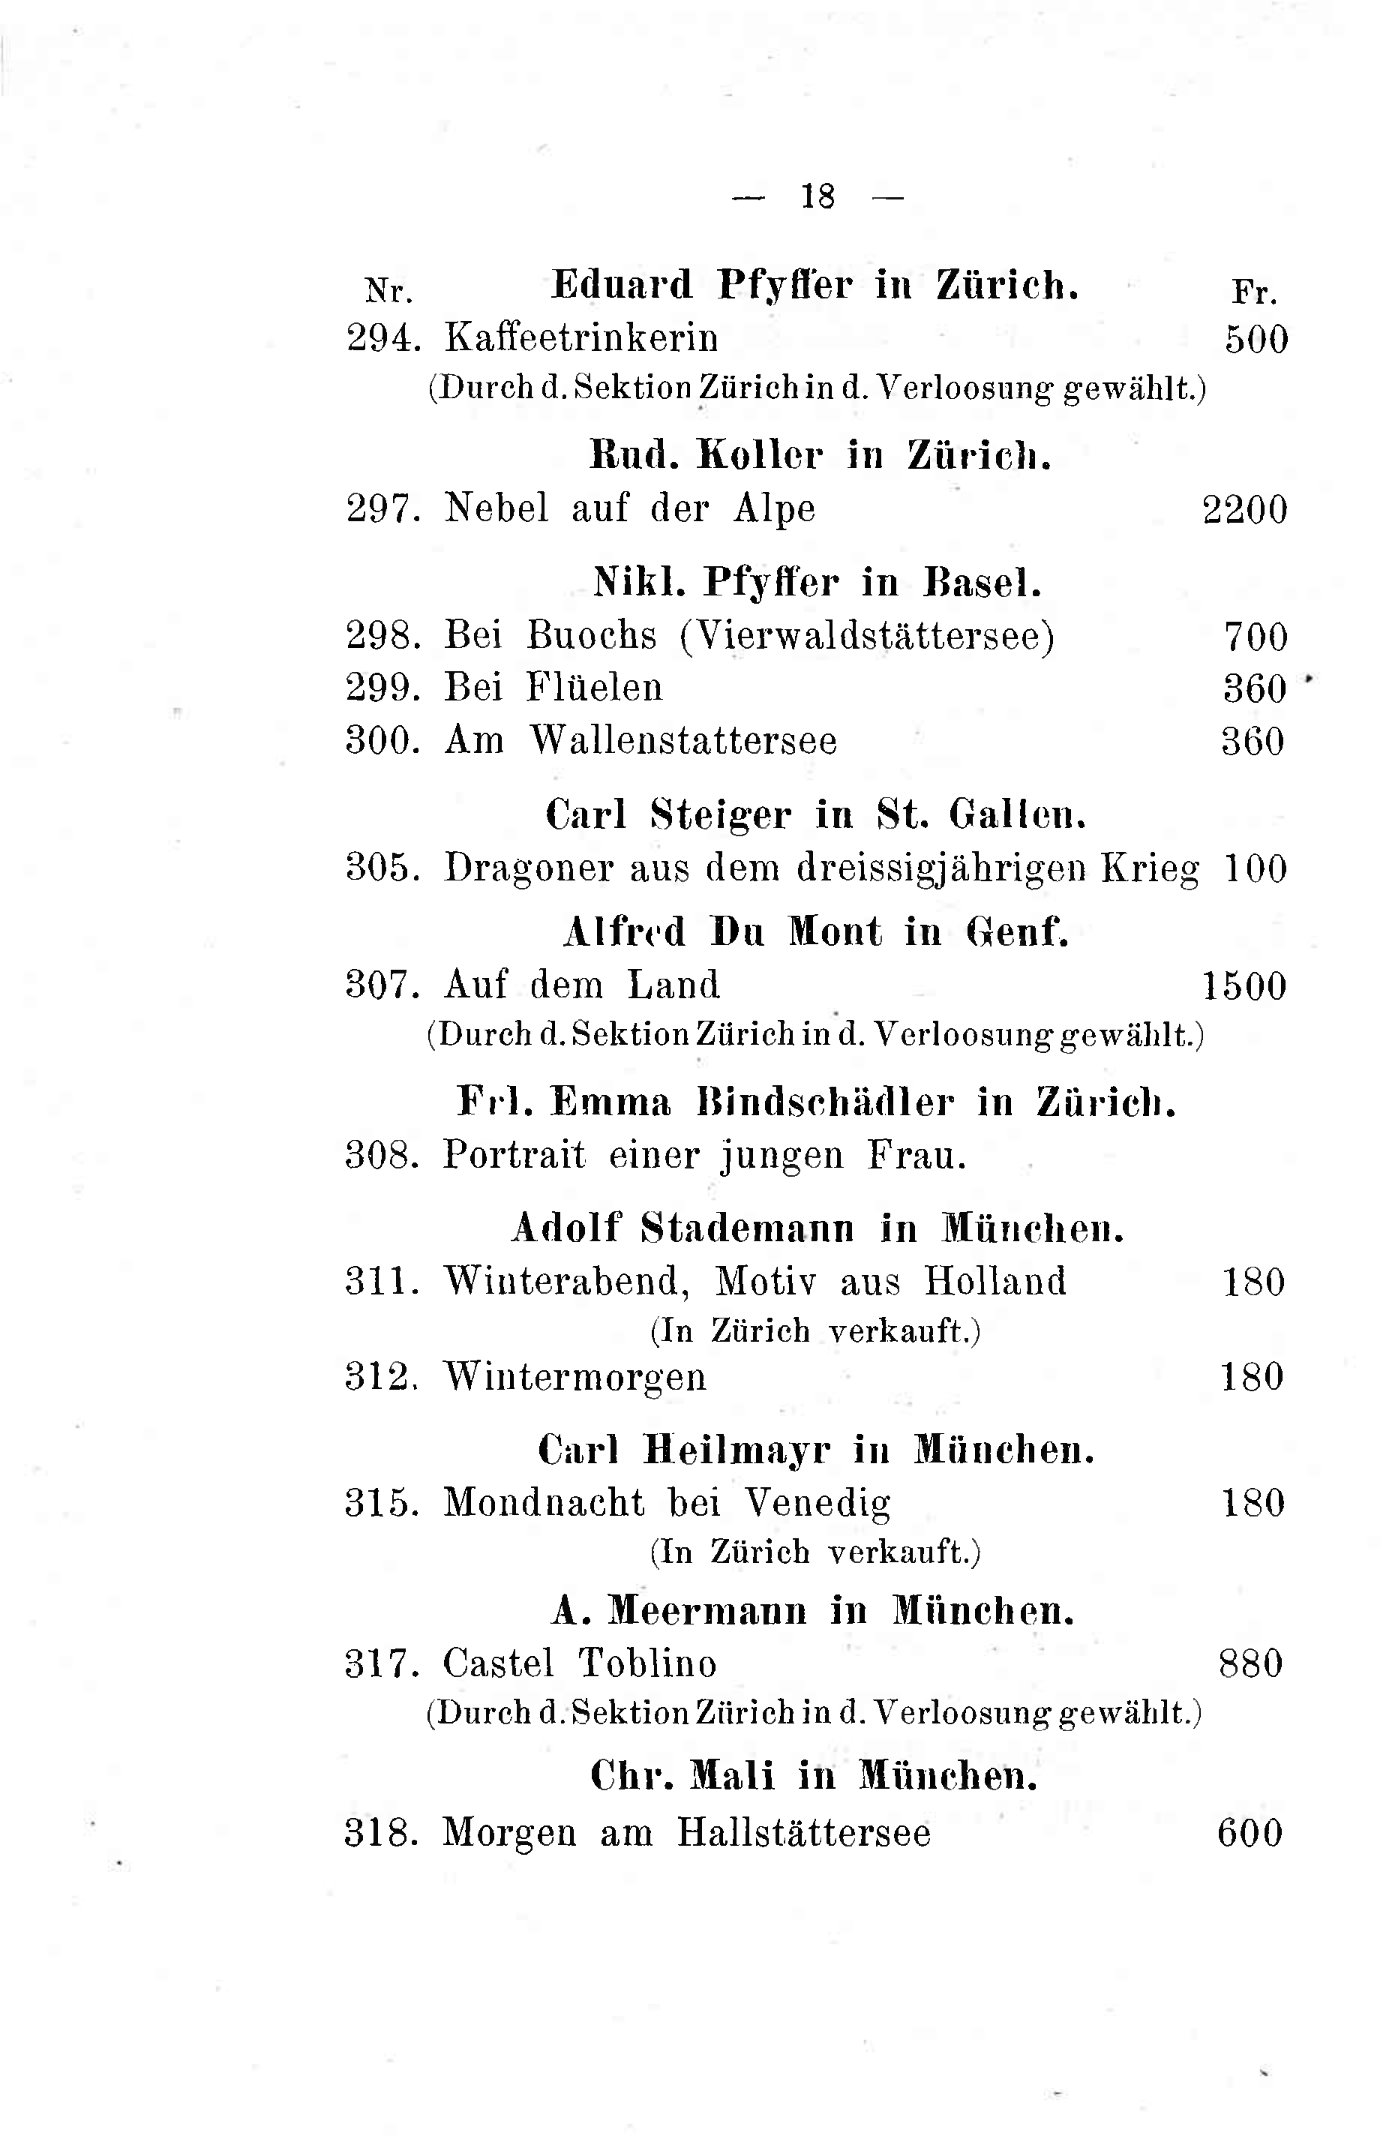 — 18 —
Nr. Eduard Pfyffer in Zürich. Fr.
294. Kaffeetrinkerin 500
(Durch d. Sektion Zürich in d. Verloosung gewählt.)
Rud. Koller in Zürich.
297. Nebel auf der Alpe 2200
Nikl. Pfyffer in Basel.
298. Bei Buochs (Vierwaldstättersee) 700
299. Bei Flüelen 360
300. Am Wallenstattersee 360
Carl Steiger in St. Gallen.
305. Dragoner aus dem dreissigjährigen Krieg 100
Alfred Du Mont in Genf.
307. Auf dem Land 1500
(Durch d. Sektion Zürich in d. Verloosung gewählt.)
Frl. Emma Bindschädler in Zürich.
308. Portrait einer jungen Frau.
Adolf Stademann in München.
311. Winterabend, Motiv aus Holland 180
(In Zürich verkauft.)
312. Wintermorgen 180
Carl Heilmayr in München.
315. Mondnacht bei Venedig 180
(In Zürich verkauft.)
A. Meermann in München.
317. Castel Toblino 880
(Durch d. Sektion Zürich in d. Verloosung gewählt.)
Chr. Mali in München.
318. Morgen am Hallstättersee 600